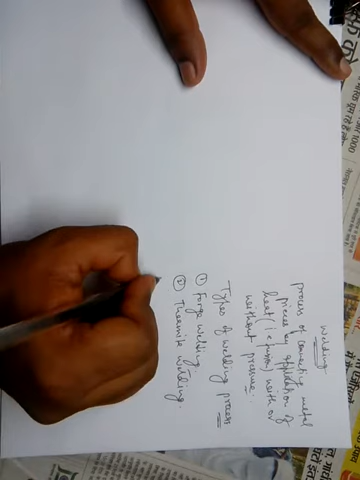 welding
process of connecting metal
pieces by application of
heat (i.e fusion) with or
without pressure.
Types of welding process
① Forge welding
② Thermite welding.